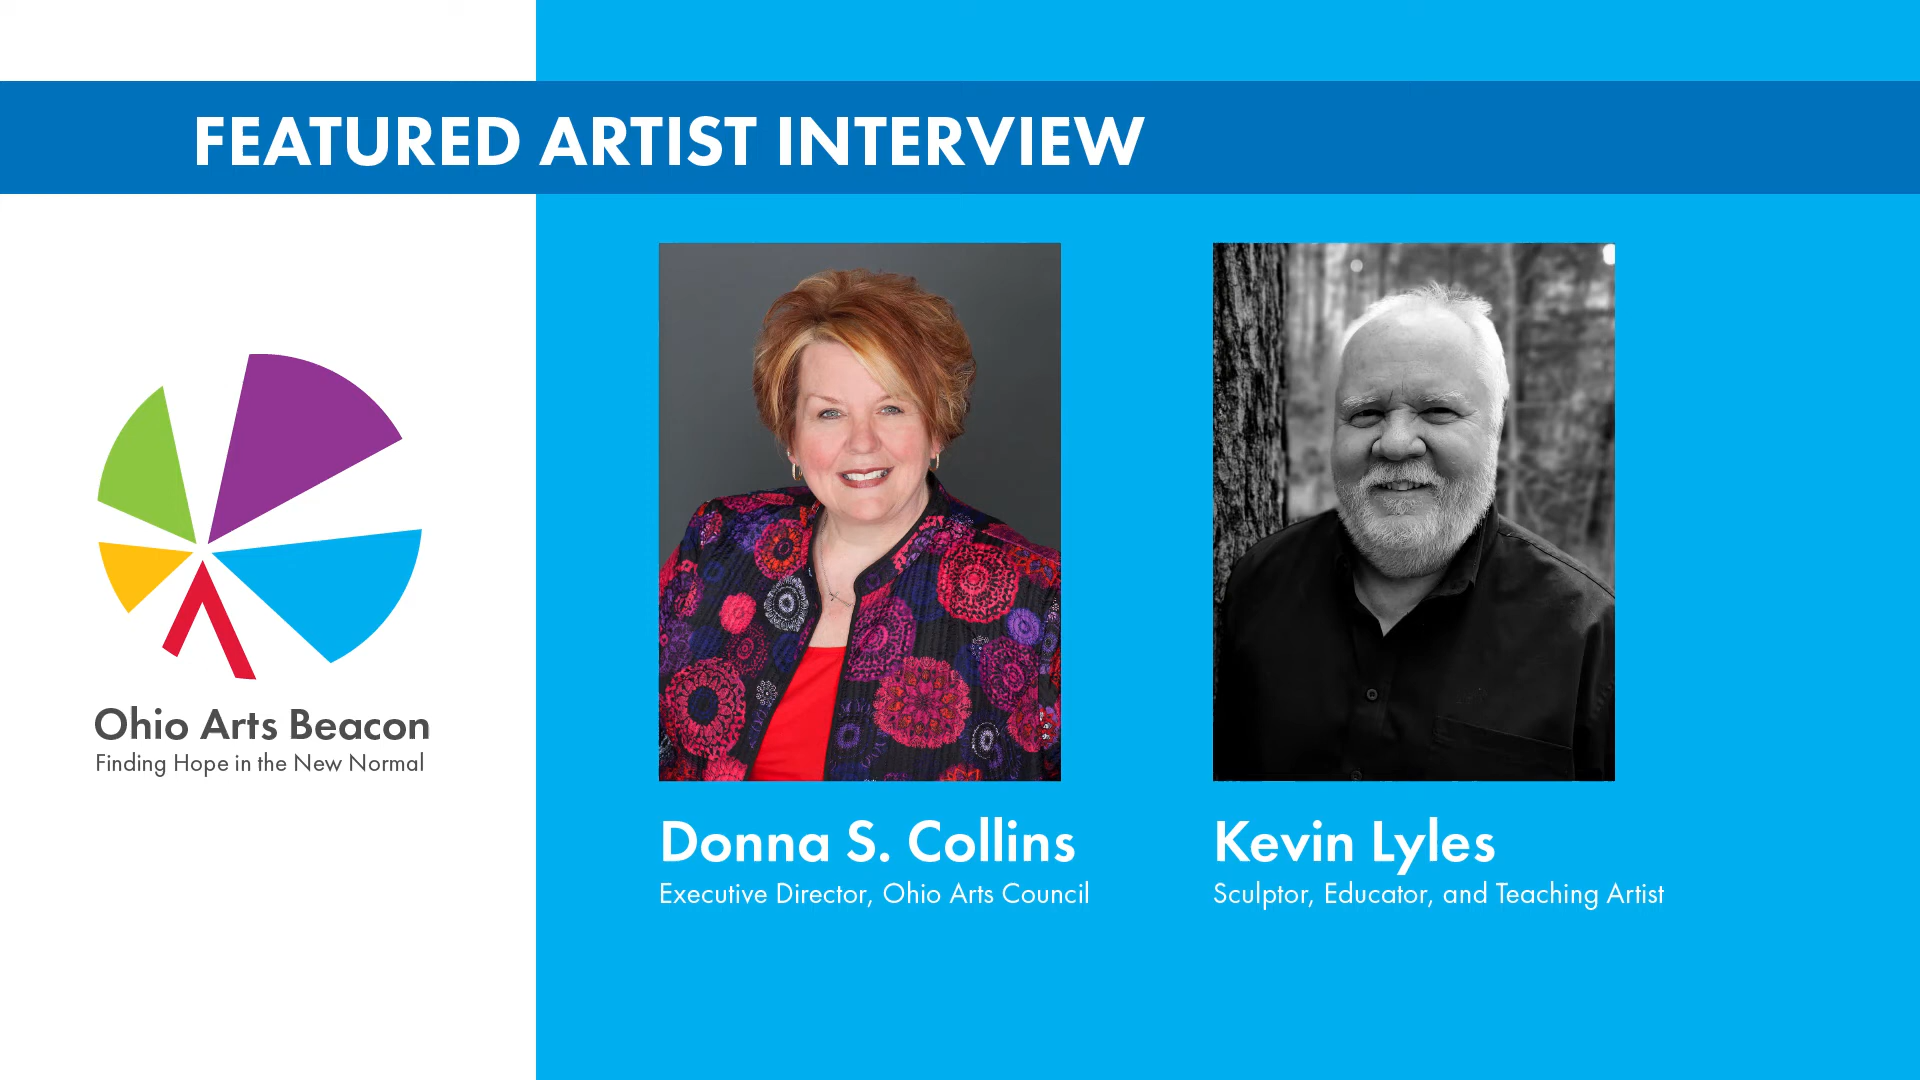 FEATURED ARTIST INTERVIEW
Ohio Arts Beacon
Finding Hope in the New Normal
Donna S. Collins
Executive Director, Ohio Arts Council
Kevin Lyles
Sculptor, Educator, and Teaching Artist